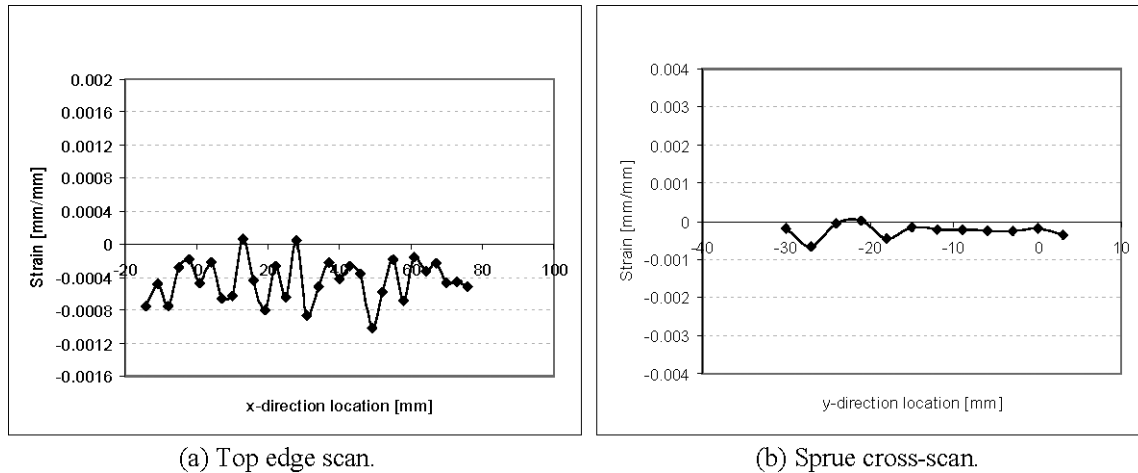 0.002
0.0016
0.0012
0.0008
0.0004
0
-0.0004
-0.0008
-0.0012
-0.0016
-20 0 20 40 60 80 100
Strain [mm/mm]
x-direction location [mm]
(a) Top edge scan.
0.004
0.003
0.002
0.001
0
-0.001
-0.002
-0.003
-0.004
-40 -30 -20 -10 0 10
Strain [mm/mm]
y-direction location [mm]
(b) Sprue cross-scan.